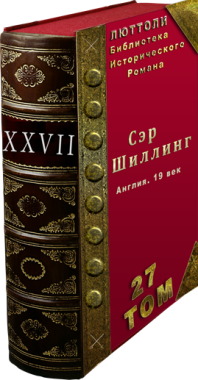 ЛЮТТОЛИ
Библиотека
Исторического
Романа
XXVII
Сэр
Шиллинг
Англия. 19 век
27
ТОМ